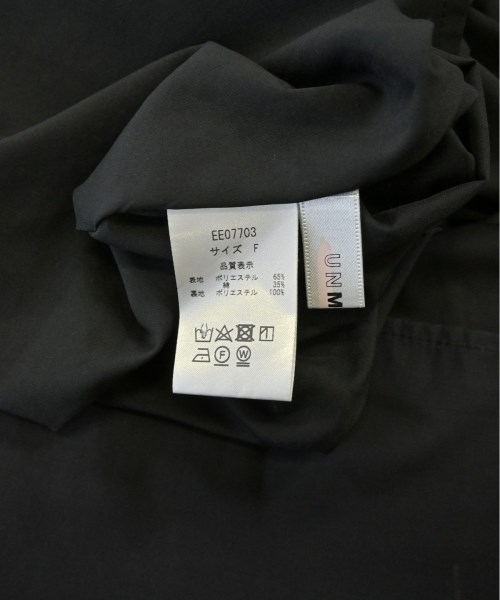 EE07703
サイズ F
品質表示
表地 ポリエステル 65%
綿 35%
裏地 ポリエステル 100%
F W
UNM